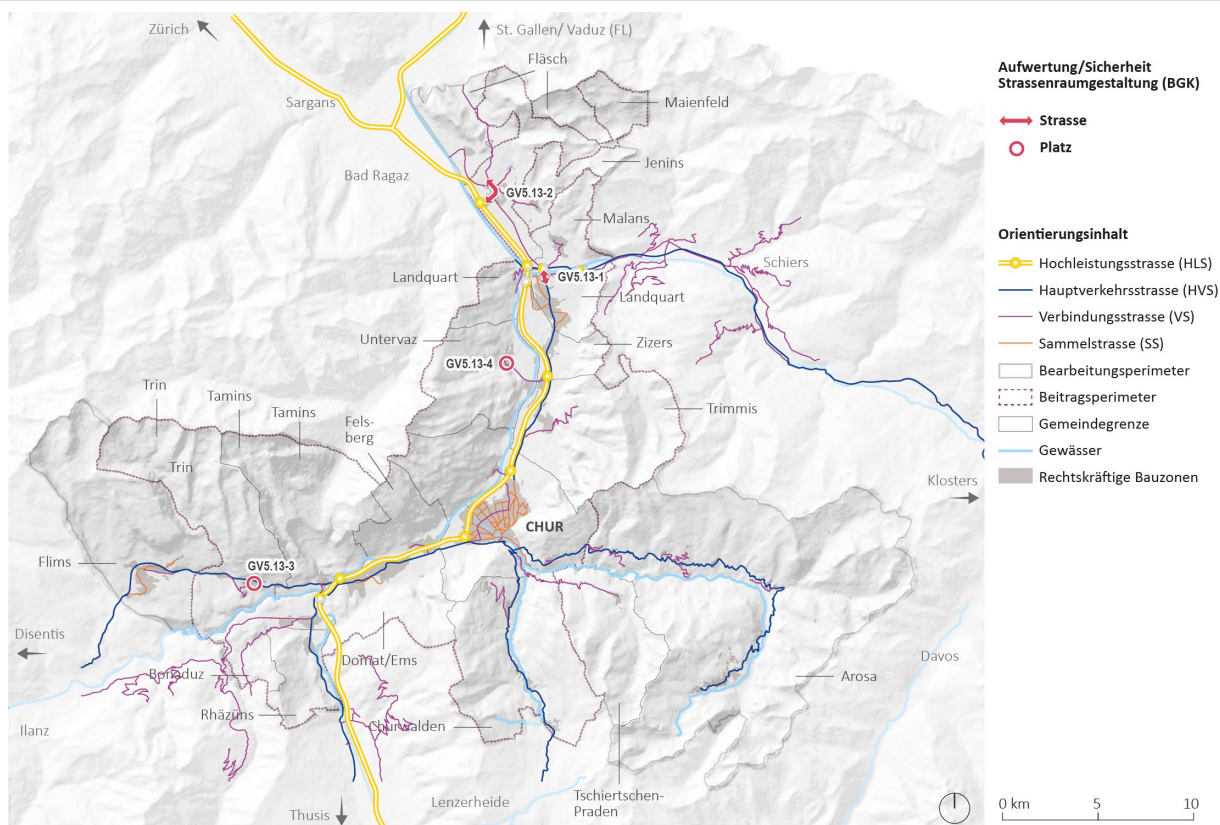 Zürich
St. Gallen/ Vaduz (FL)
Fläsch
Sargans
Maienfeld
Jenins
Bad Ragaz
GV5.13-2
Malans
Landquart
GV5.13-1
Schiers
Landquart
Untervaz
Zizers
GV5.13-4
Trin
Tamins
Tamins
Fels-
berg
Trimmis
Trin
Klosters
CHUR
Flims
GV5.13-3
Disentis
Domat/Ems
Davos
Bonaduz
Arosa
Rhäzüns
Churwalden
Ilanz
Lenzerheide
Tschiertschen-
Praden
Thusis
Aufwertung/Sicherheit
Strassenraumgestaltung (BGK)
Strasse
Platz
Orientierungsinhalt
Hochleistungsstrasse (HLS)
Hauptverkehrsstrasse (HVS)
Verbindungsstrasse (VS)
Sammelstrasse (SS)
Bearbeitungsperimeter
Beitragsperimeter
Gemeindegrenze
Gewässer
Rechtskräftige Bauzonen
0 km 5 10